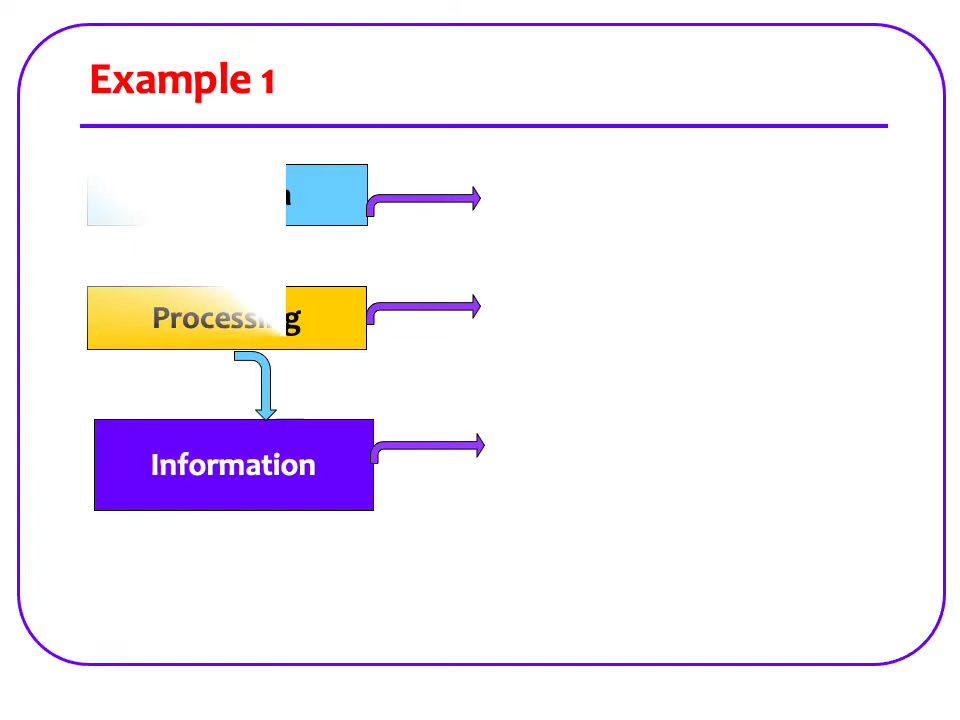 Example 1
Processing
Information